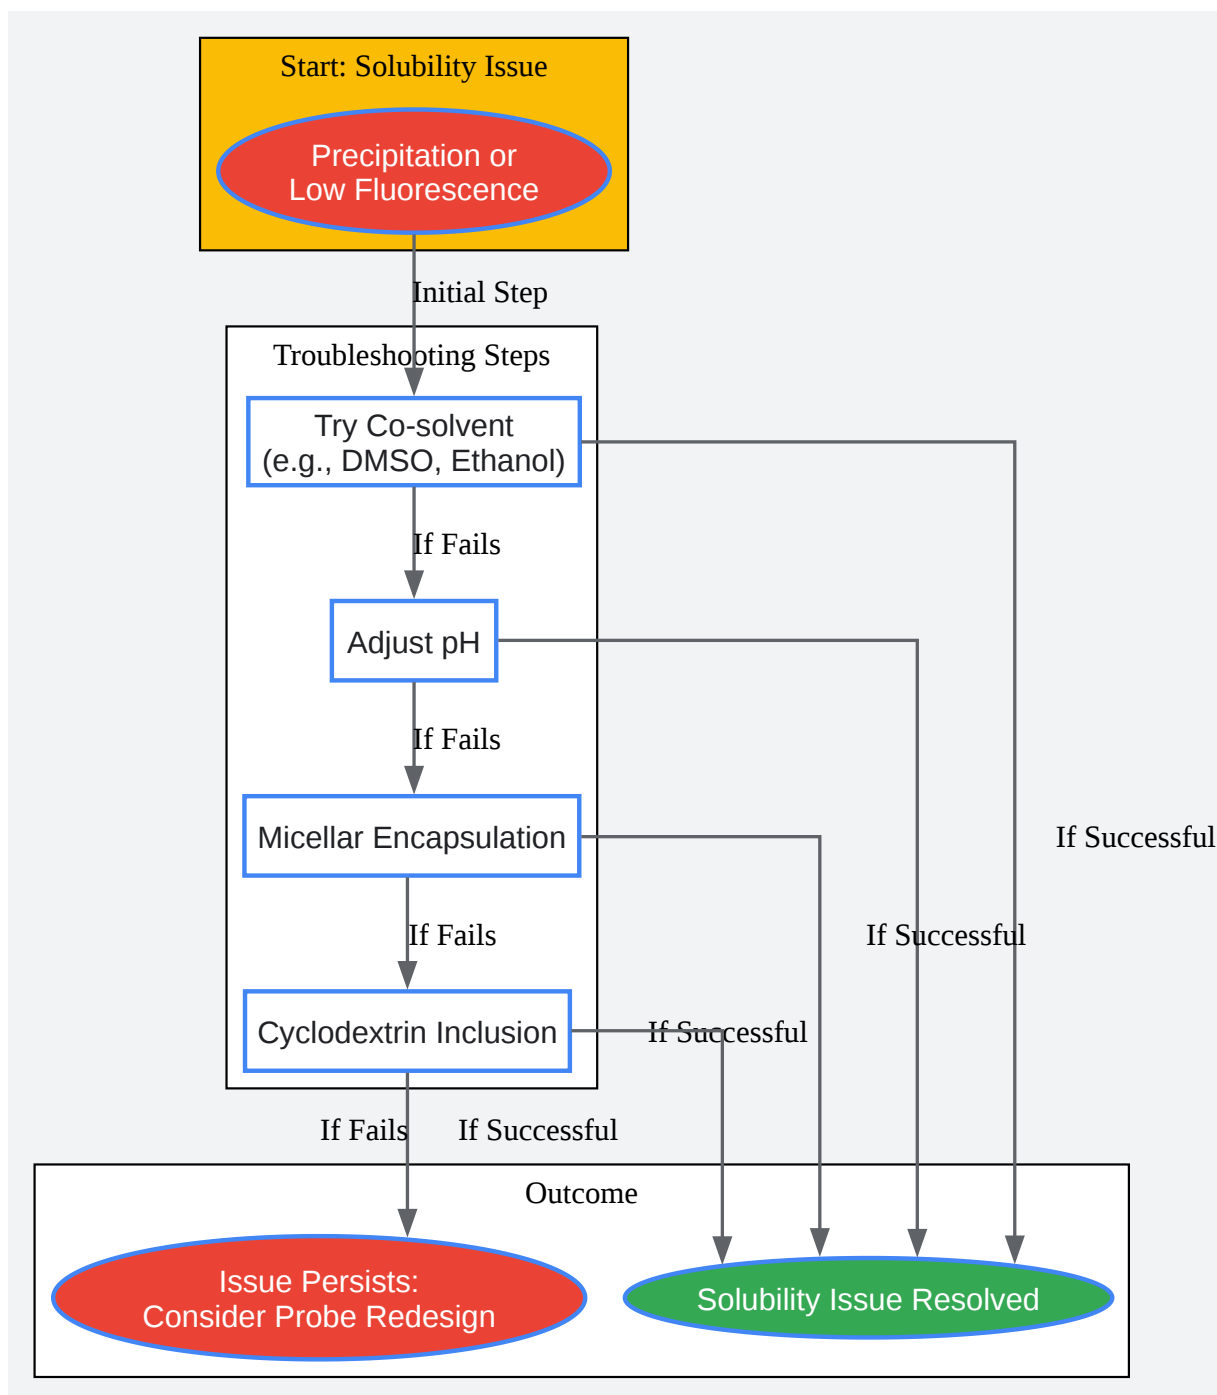 Start: Solubility Issue
Precipitation or
Low Fluorescence
Initial Step
Troubleshooting Steps
Try Co-solvent
(e.g., DMSO, Ethanol)
If Fails
Adjust pH
If Fails
Micellar Encapsulation
If Successful
If Fails
If Successful
Cyclodextrin Inclusion
If Successful
If Fails
If Successful
Outcome
Issue Persists:
Consider Probe Redesign
Solubility Issue Resolved